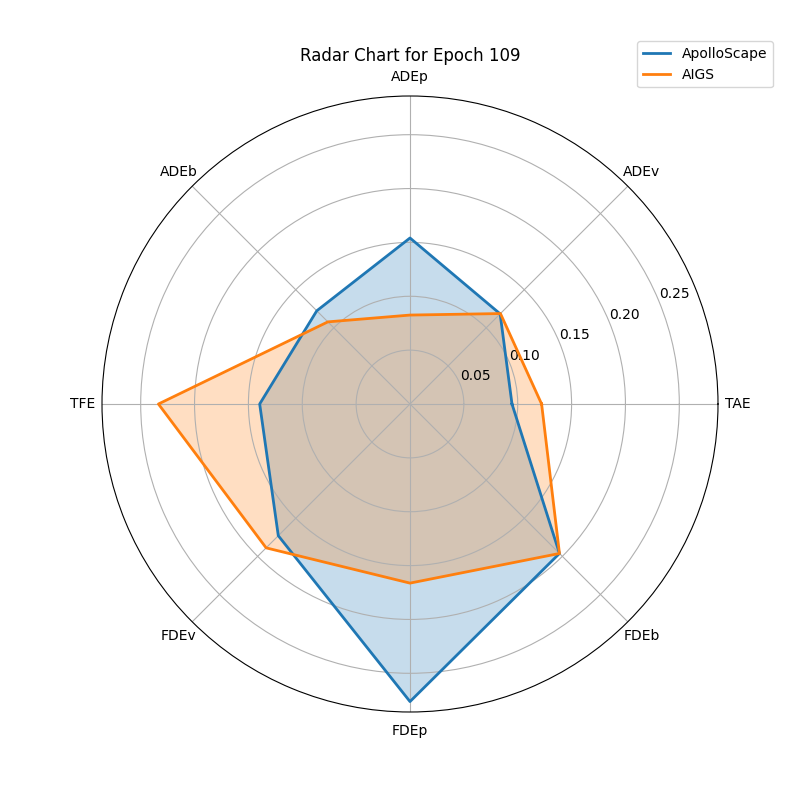 Radar Chart for Epoch 109
ApolloScape
AIGS
ADEp
ADEb
ADEv
0.25
0.20
0.15
0.10
0.05
TFE
TAE
FDEv
FDEb
FDEp